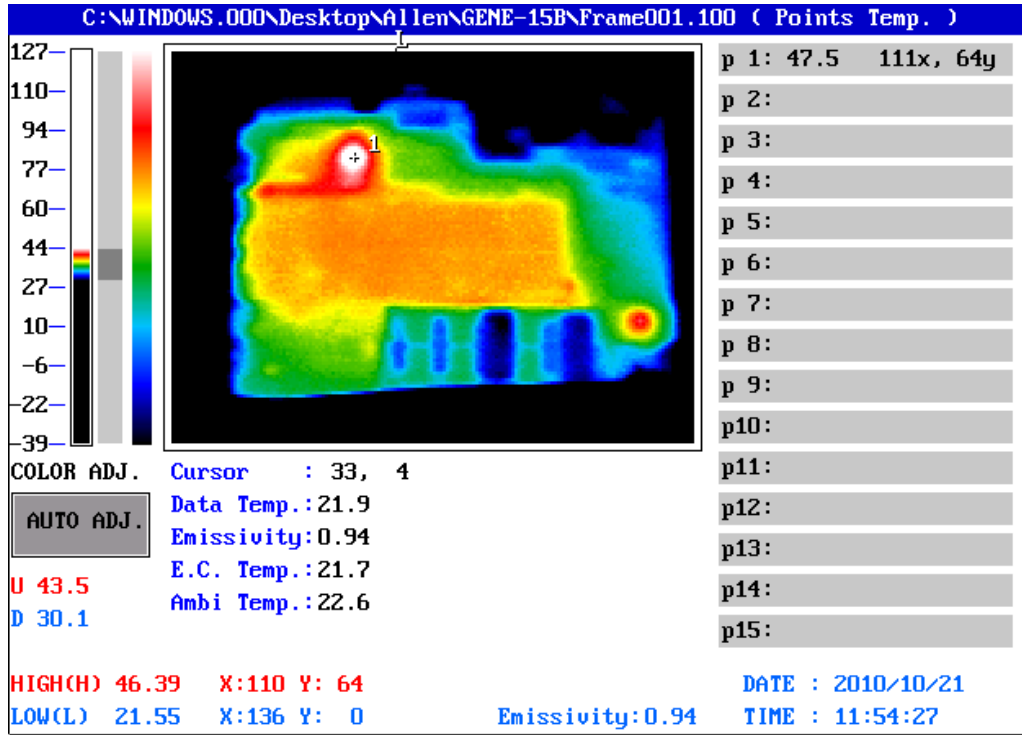 C:\WINDOWS.000\Desktop\Allen\GENE-15B\Frame001.100 ( Points Temp. )
127
110
94
77
60
44
27
10
-6
-22
-39
1
p 1: 47.5 111x, 64y
p 2:
p 3:
p 4:
p 5:
p 6:
p 7:
p 8:
p 9:
p10:
p11:
p12:
p13:
p14:
p15:
COLOR ADJ.
AUTO ADJ.
U 43.5
D 30.1
Cursor : 33, 4
Data Temp.:21.9
Emissivity:0.94
E.C. Temp.:21.7
Ambi Temp.:22.6
HIGH(H) 46.39 X:110 Y: 64
LOW(L) 21.55 X:136 Y: 0
Emissivity:0.94
DATE : 2010/10/21
TIME : 11:54:27